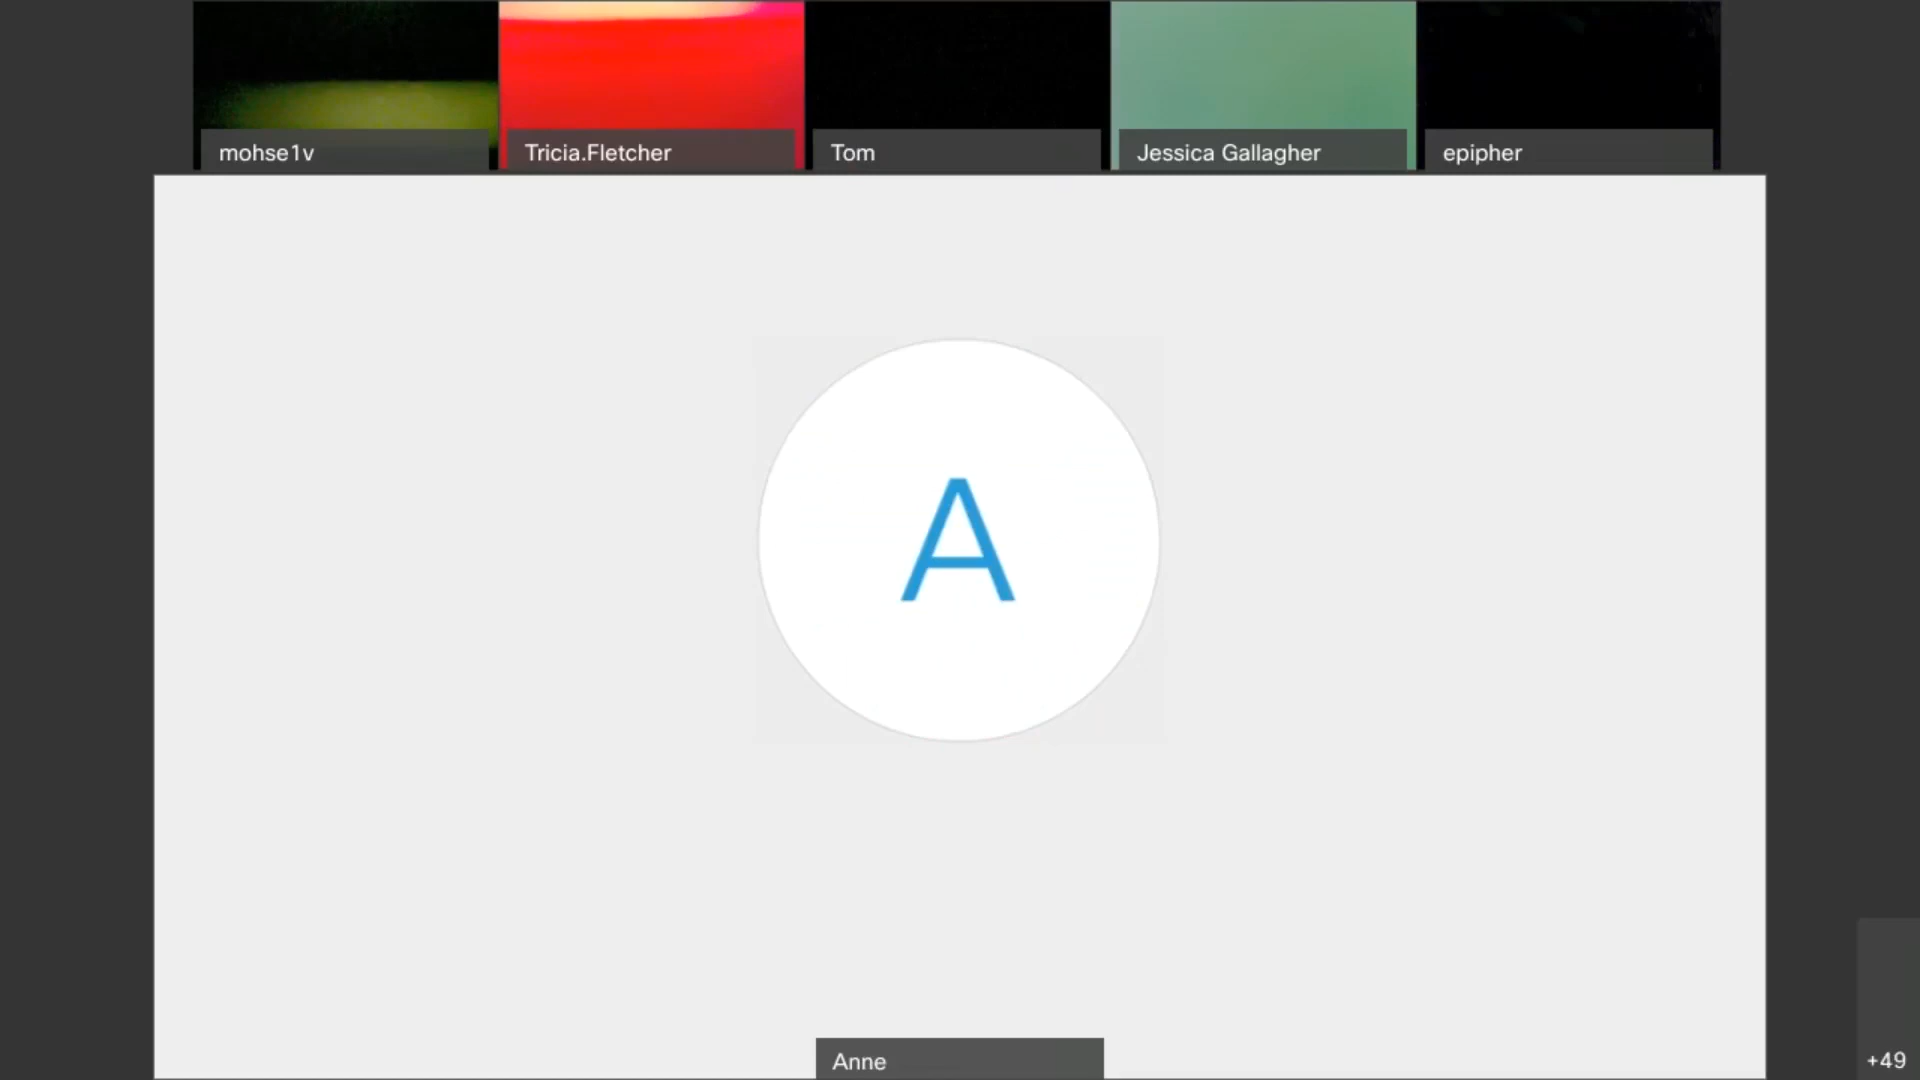 mohse1v
Tricia.Fletcher
Tom
Jessica Gallagher
epipher
A
Anne
+49